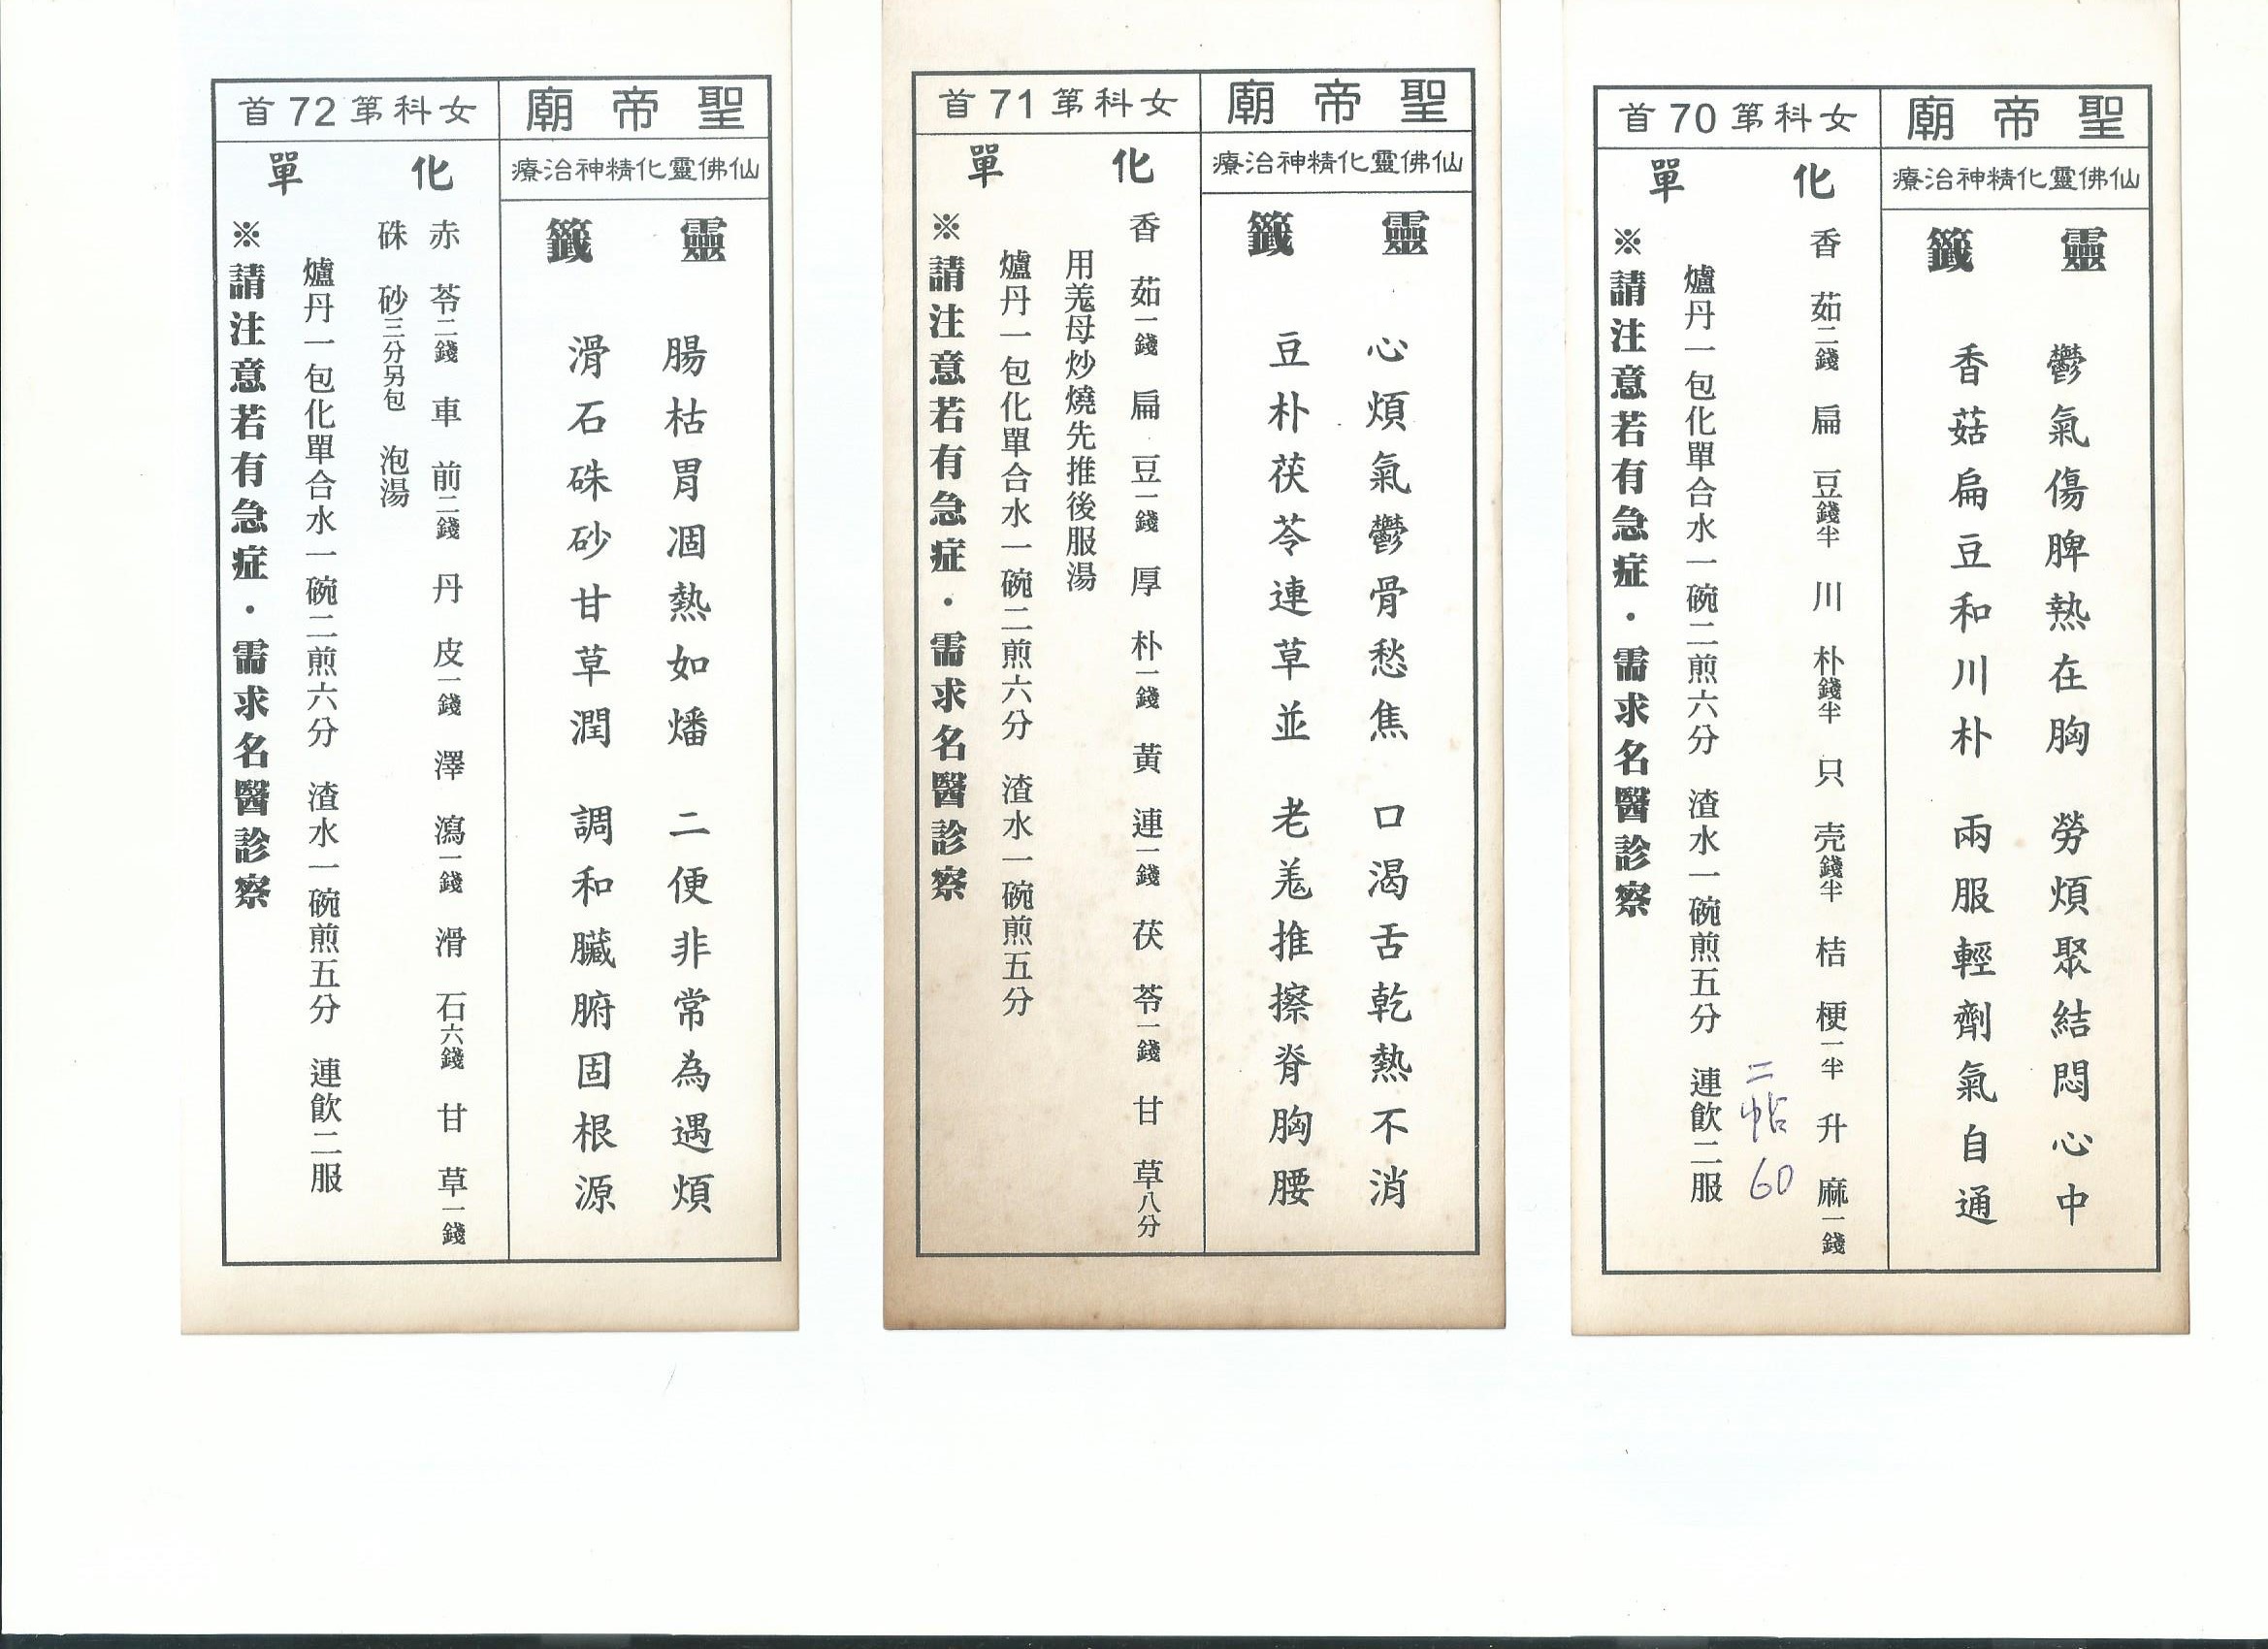 聖帝廟
女科第70首
仙佛靈化精神治療
靈籤
鬱氣傷脾熱在胸　勞煩聚結悶心中
香菇扁豆和川朴　兩服輕劑氣自通
化單
香茹二錢　扁豆錢半　川朴錢半　只壳錢半　桔梗一半　升麻一錢
二帖60
爐丹一包化單合水一碗二煎六分　渣水一碗煎五分　連飲二服
※請注意若有急症．需求名醫診察
聖帝廟
女科第71首
仙佛靈化精神治療
靈籤
心煩氣鬱骨愁焦　口渴舌乾熱不消
豆朴茯苓連草並　老羗推擦脊胸腰
化單
香茹一錢　扁豆一錢　厚朴一錢　黃連一錢　茯苓一錢　甘草八分
用羗母炒燒先推後服湯
爐丹一包化單合水一碗二煎六分　渣水一碗煎五分
※請注意若有急症．需求名醫診察
聖帝廟
女科第72首
仙佛靈化精神治療
靈籤
腸枯胃涸熱如燔　二便非常為遇煩
滑石硃砂甘草潤　調和臟腑固根源
化單
赤苓二錢　車前二錢　丹皮一錢　澤瀉一錢　滑石六錢　甘草一錢
硃砂三分另包　泡湯
爐丹一包化單合水一碗二煎六分　渣水一碗煎五分　連飲二服
※請注意若有急症．需求名醫診察